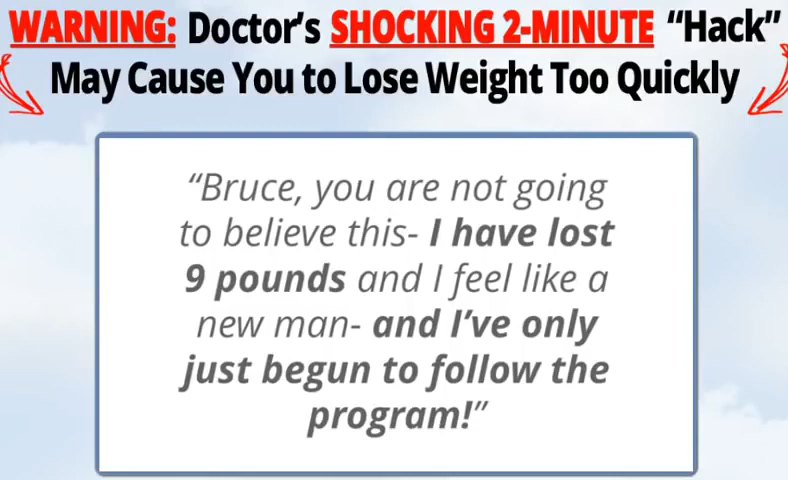 WARNING: Doctor's SHOCKING 2-MINUTE “Hack”
May Cause You to Lose Weight Too Quickly
“Bruce, you are not going
to believe this- I have lost
9 pounds and I feel like a
new man- and I’ve only
just begun to follow the
program!”